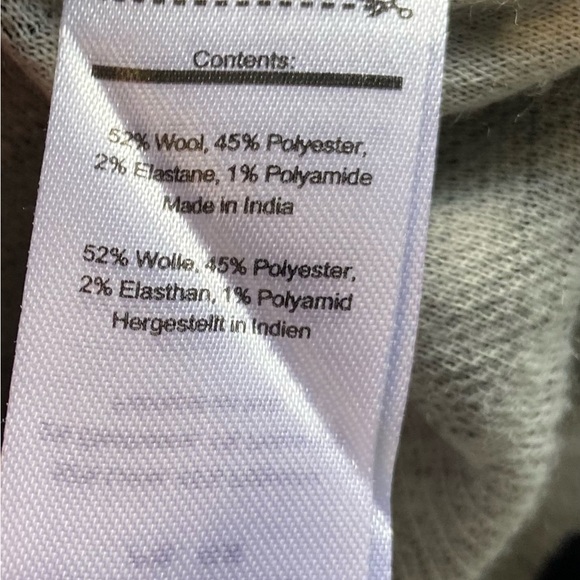 Contents:
52% Wool, 45% Polyester,
2% Elastane, 1% Polyamide
Made in India
52% Wolle, 45% Polyester,
2% Elasthan, 1% Polyamid
Hergestellt in Indien